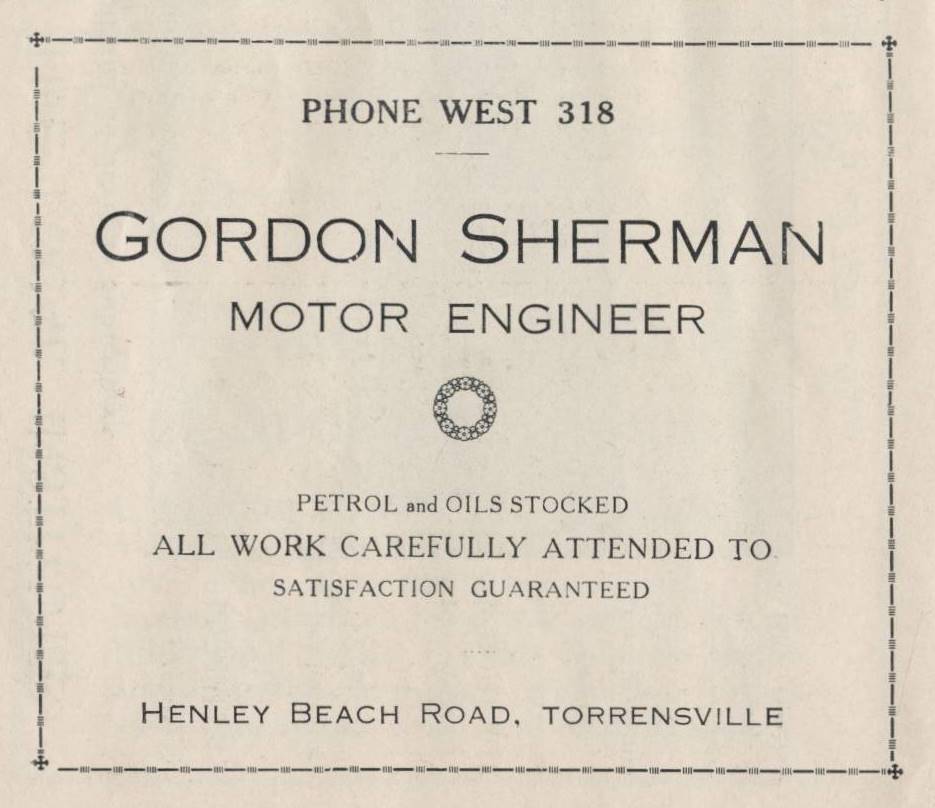 PHONE WEST 318
GORDON SHERMAN
MOTOR ENGINEER
PETROL and OILS STOCKED
ALL WORK CAREFULLY ATTENDED TO
SATISFACTION GUARANTEED
HENLEY BEACH ROAD, TORRENSVILLE